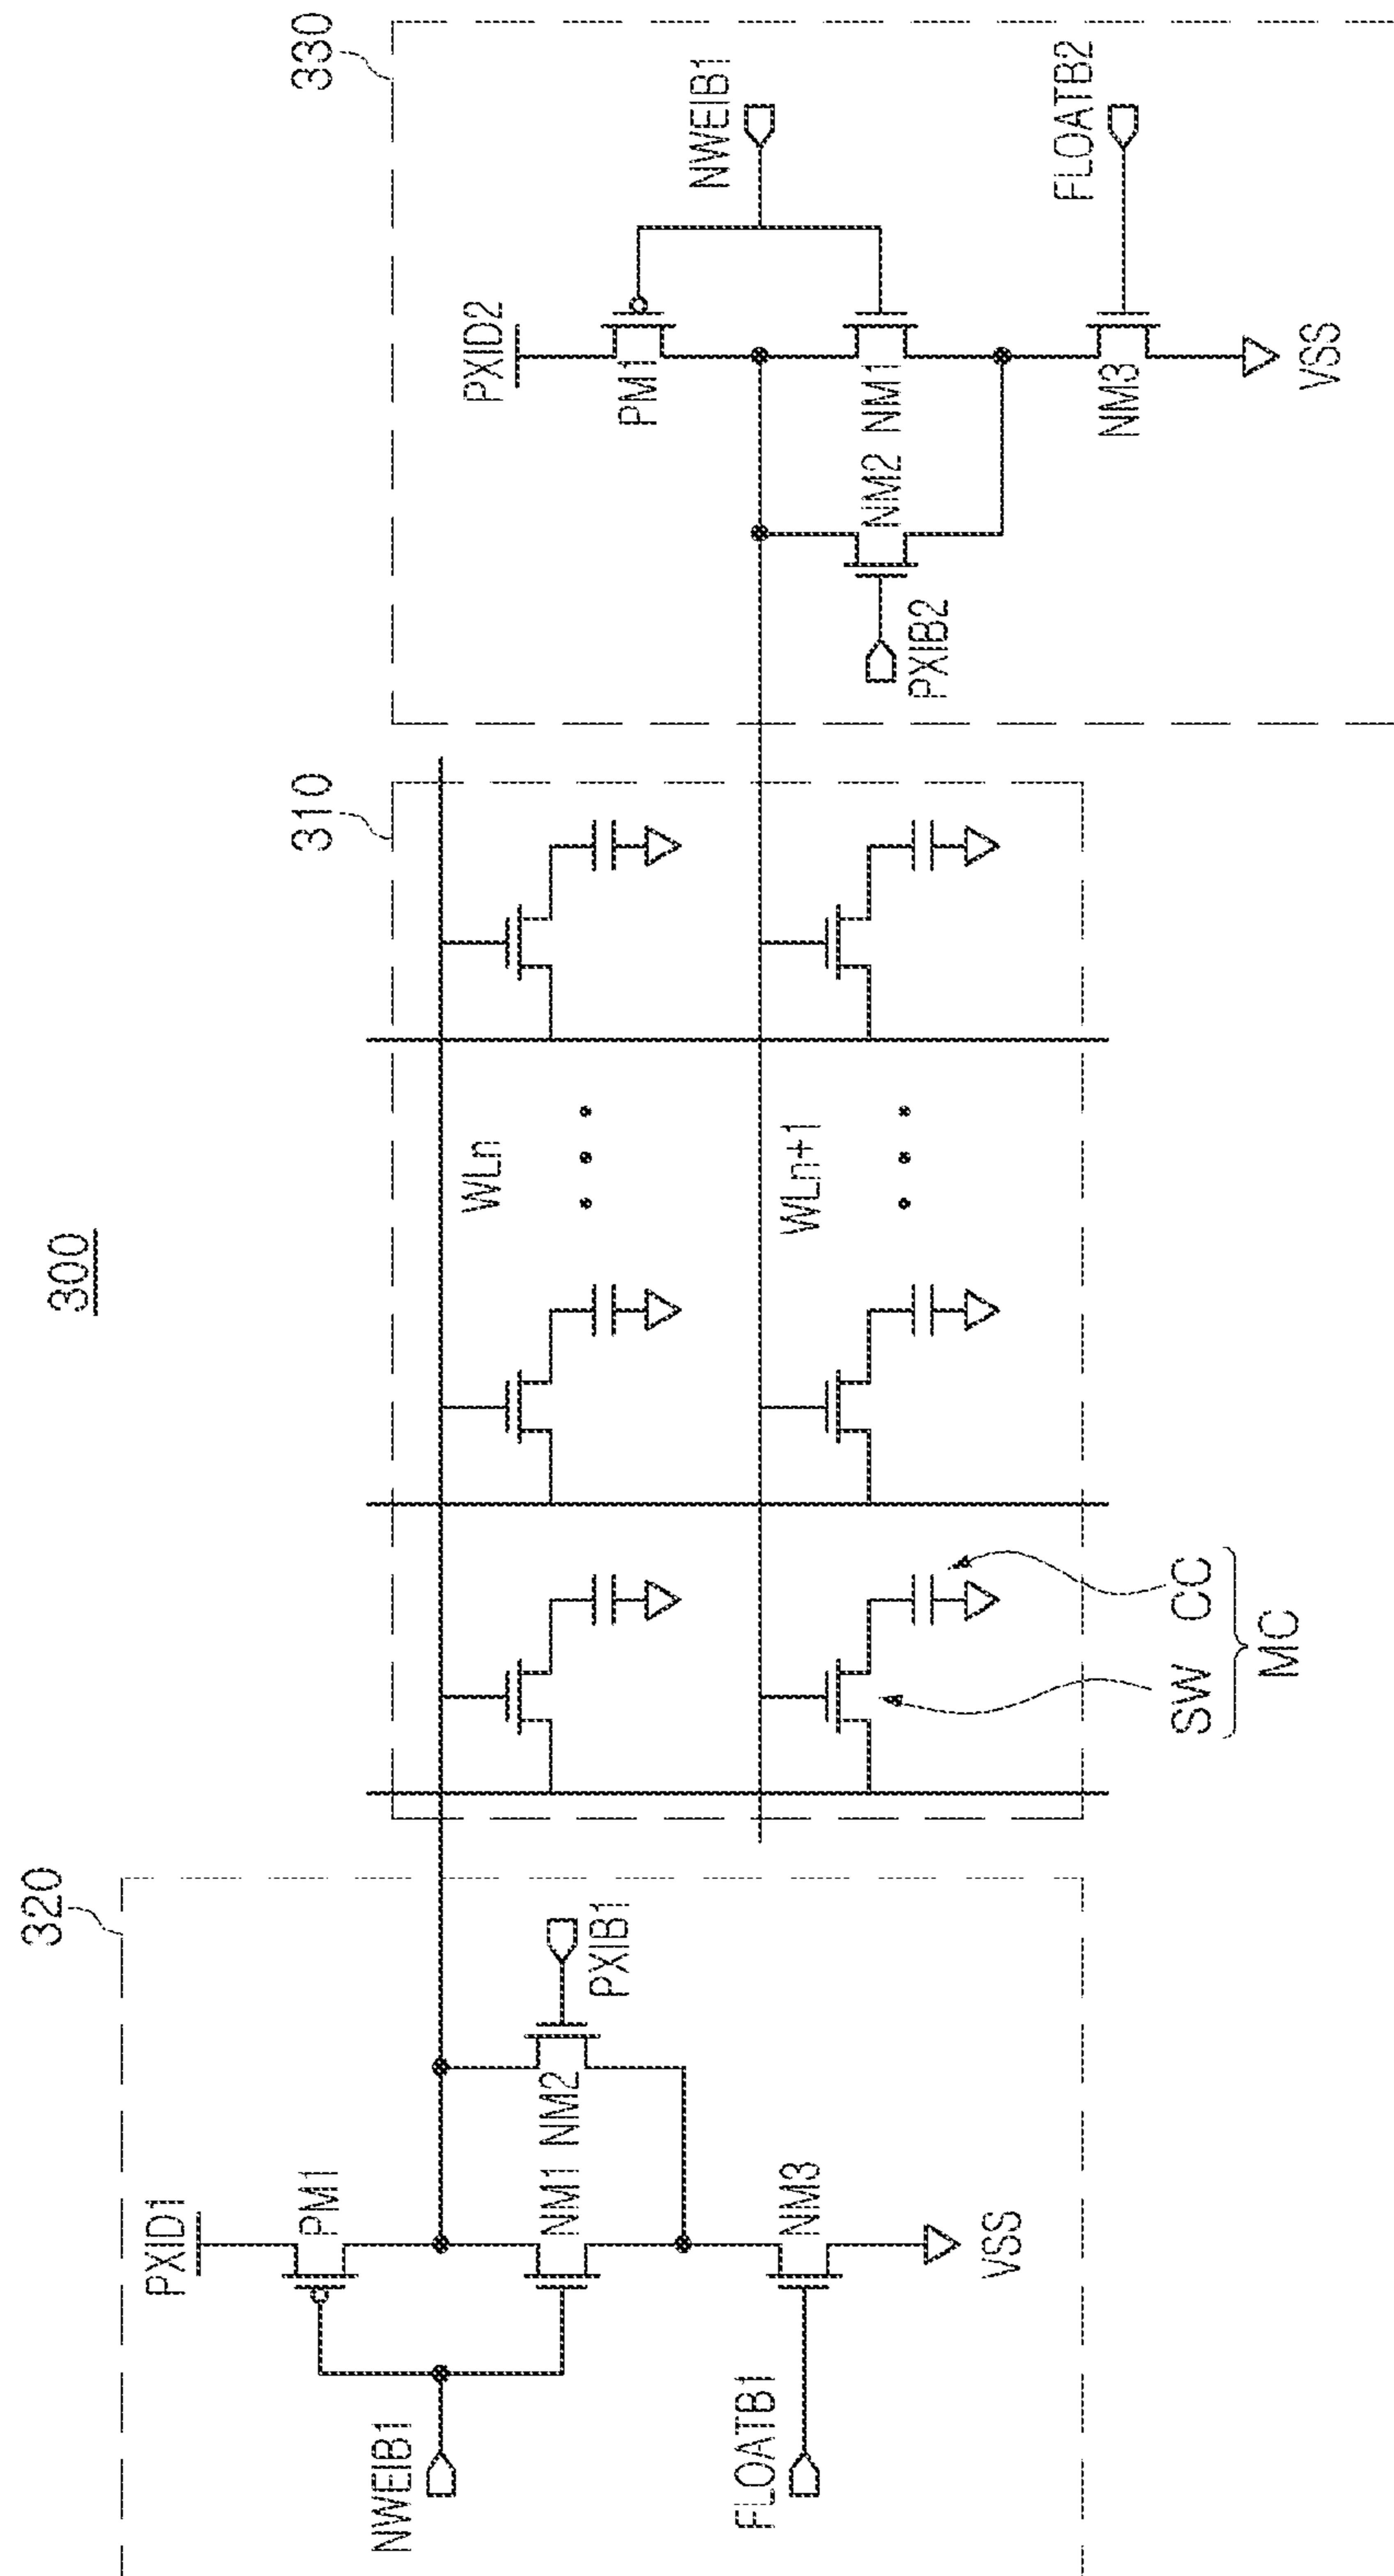 300
320
310
330
PXID1
PM1
NWEIB1
NM1
NM2
PXIB1
NM3
FLOATB1
VSS
WLn
WLn+1
SW
CC
MC
PXID2
PM1
NWEIB1
NM2
NM1
PXIB2
NM3
FLOATB2
VSS